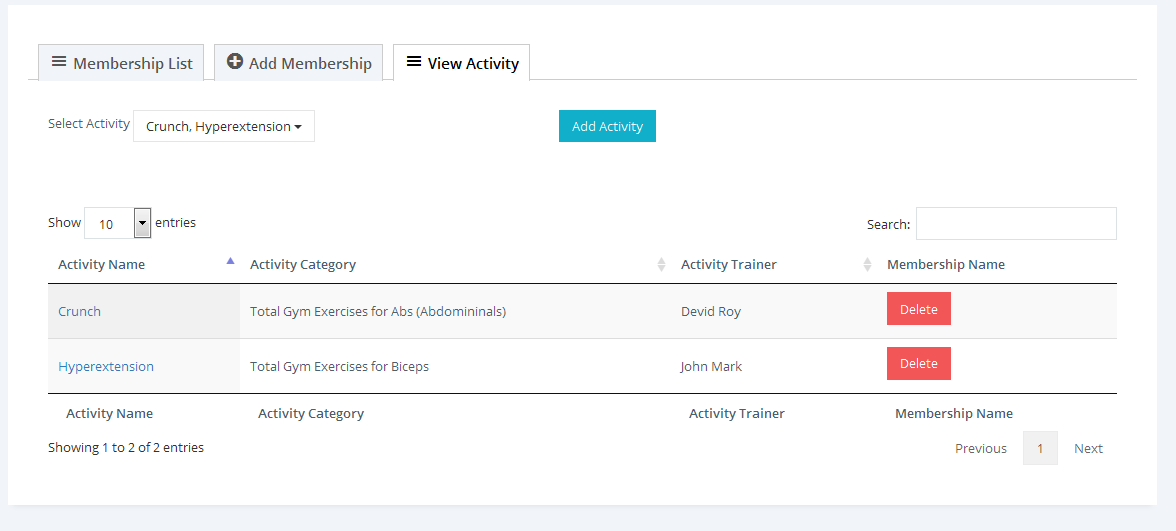 Membership List Add Membership View Activity
Select Activity Crunch, Hyperextension Add Activity
Show 10 entries Search:
Activity Name Activity Category Activity Trainer Membership Name
Crunch Total Gym Exercises for Abs (Abdomininals) Devid Roy Delete
Hyperextension Total Gym Exercises for Biceps John Mark Delete
Activity Name Activity Category Activity Trainer Membership Name
Showing 1 to 2 of 2 entries Previous 1 Next